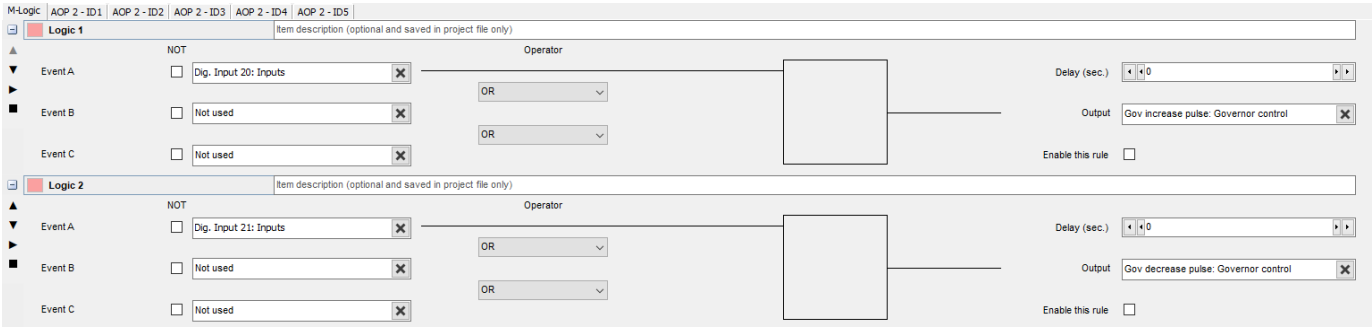 M-Logic AOP 2 - ID1 AOP 2 - ID2 AOP 2 - ID3 AOP 2 - ID4 AOP 2 - ID5
Logic 1 Item description (optional and saved in project file only)
NOT Operator
Event A Dig. Input 20: Inputs Delay (sec.) 0
OR
Event B Not used Output Gov increase pulse: Governor control
OR
Event C Not used Enable this rule
Logic 2 Item description (optional and saved in project file only)
NOT Operator
Event A Dig. Input 21: Inputs Delay (sec.) 0
OR
Event B Not used Output Gov decrease pulse: Governor control
OR
Event C Not used Enable this rule